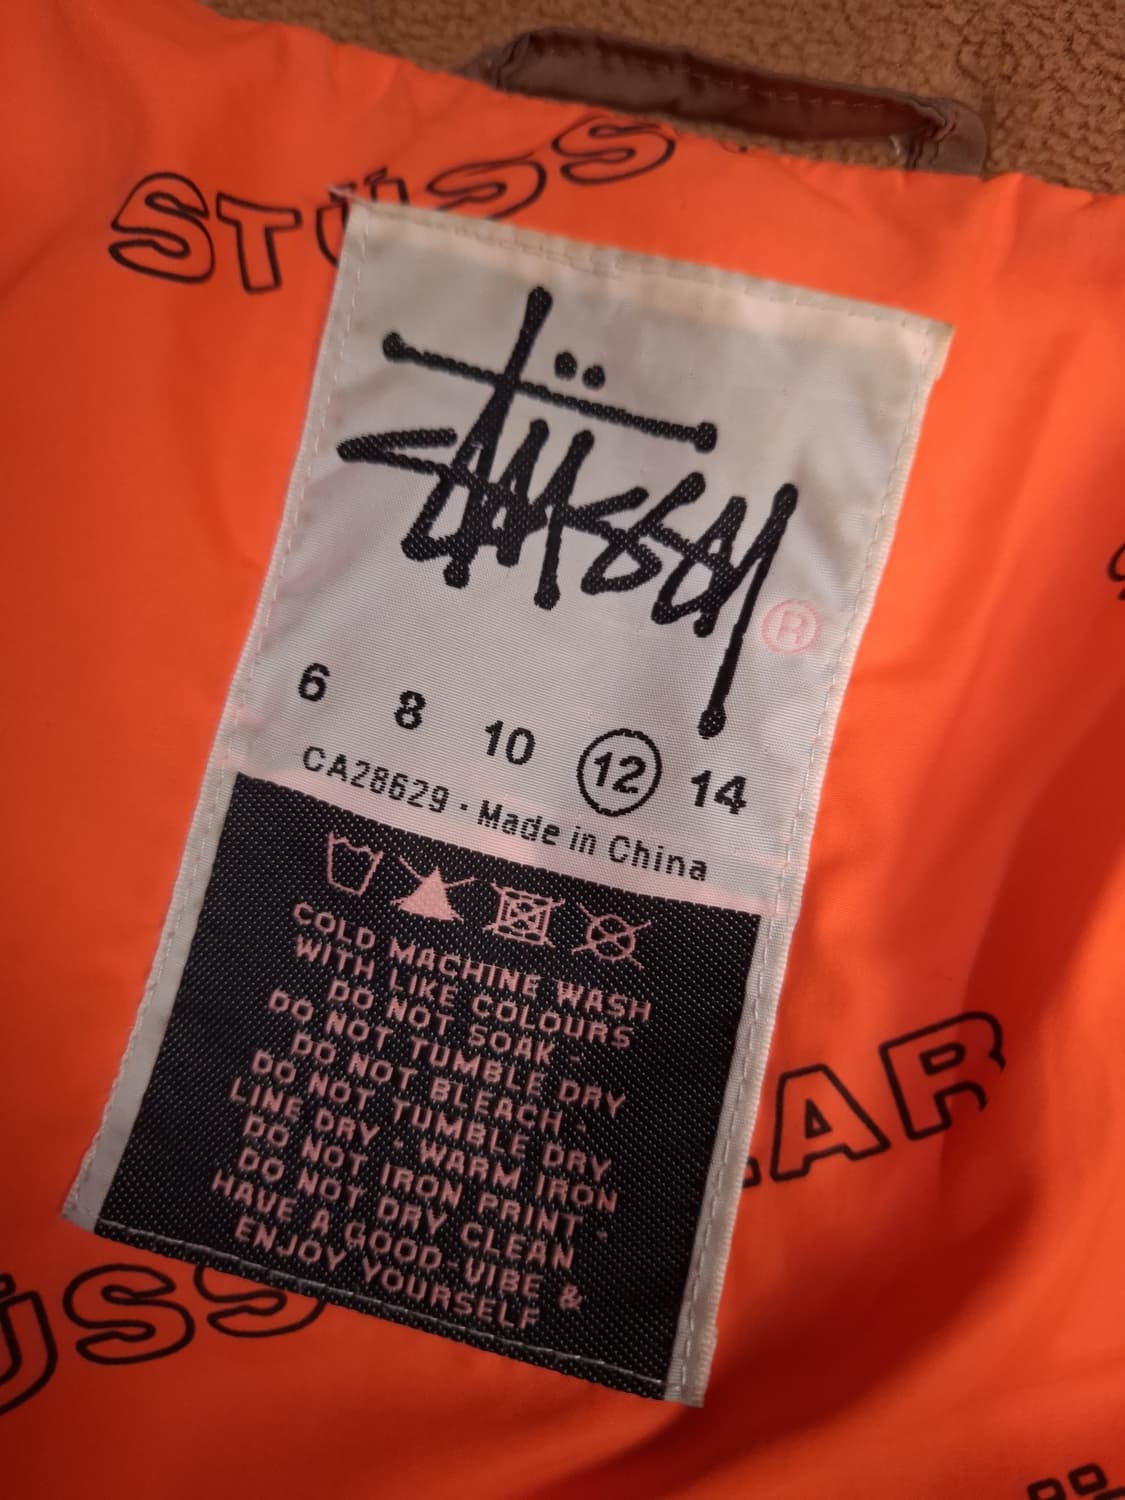 STÜSS
Stüssy ®
6 8 10 12 14
CA28629 · Made in China
COLD MACHINE WASH
WITH LIKE COLOURS
DO NOT SOAK -
DO NOT TUMBLE DRY
DO NOT BLEACH -
DO NOT TUMBLE DRY
LINE DRY - WARM IRON
DO NOT IRON PRINT -
DO NOT DRY CLEAN
HAVE A GOOD-VIBE &
ENJOY YOURSELF
AR
ÜSS